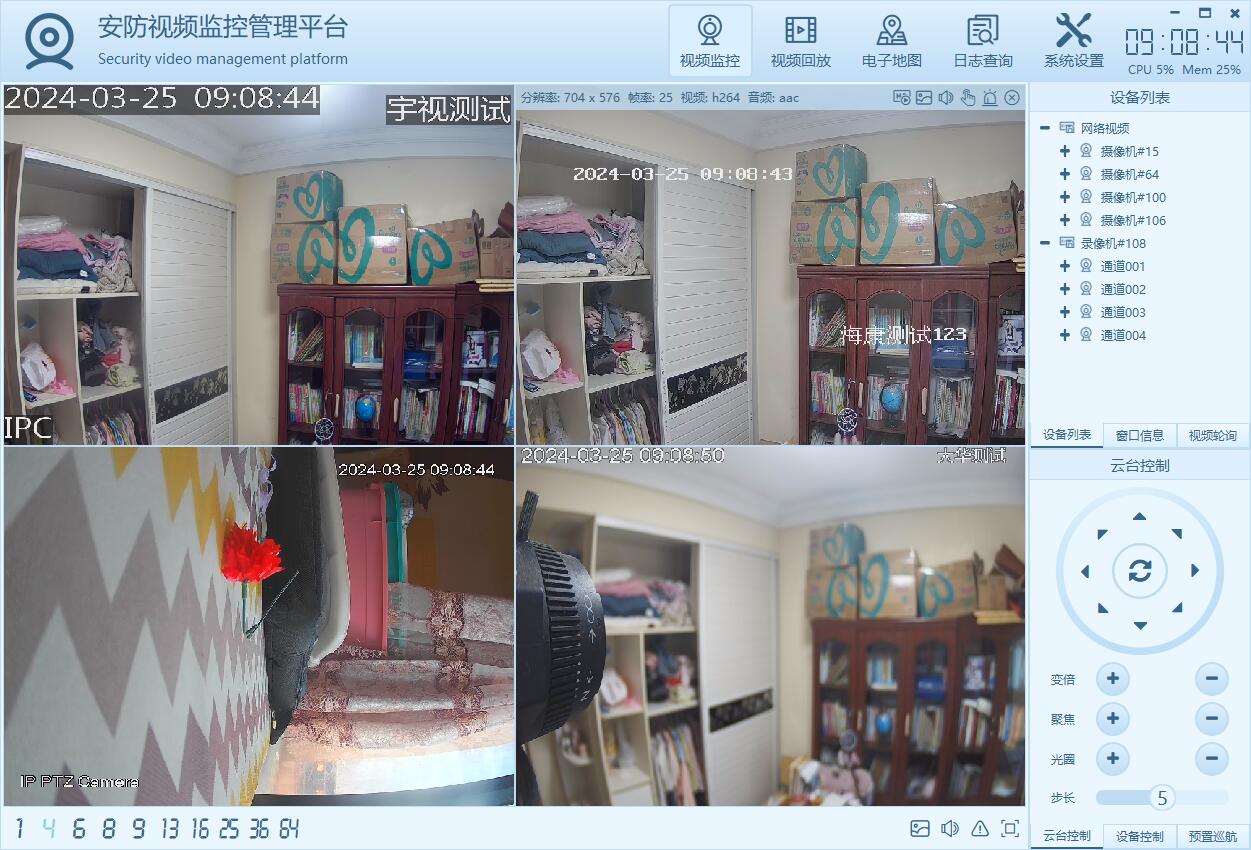 安防视频监控管理平台
Security video management platform
视频监控
视频回放
电子地图
日志查询
系统设置
09:08:44
CPU 5% Mem 25%
2024-03-25 09:08:44
宇视测试
IPC
分辨率: 704 x 576 帧率: 25 视频: h264 音频: aac
2024-03-25 09:08:43
海康测试123
2024-03-25 09:08:44
IP PTZ Camera
2024-03-25 09:08:50
大华测试
设备列表
网络视频
摄像机#15
摄像机#64
摄像机#100
摄像机#106
录像机#108
通道001
通道002
通道003
通道004
设备列表 窗口信息 视频轮询
云台控制
变倍
聚焦
光圈
步长 5
云台控制 设备控制 预置巡航
1 4 6 8 9 13 16 25 36 64